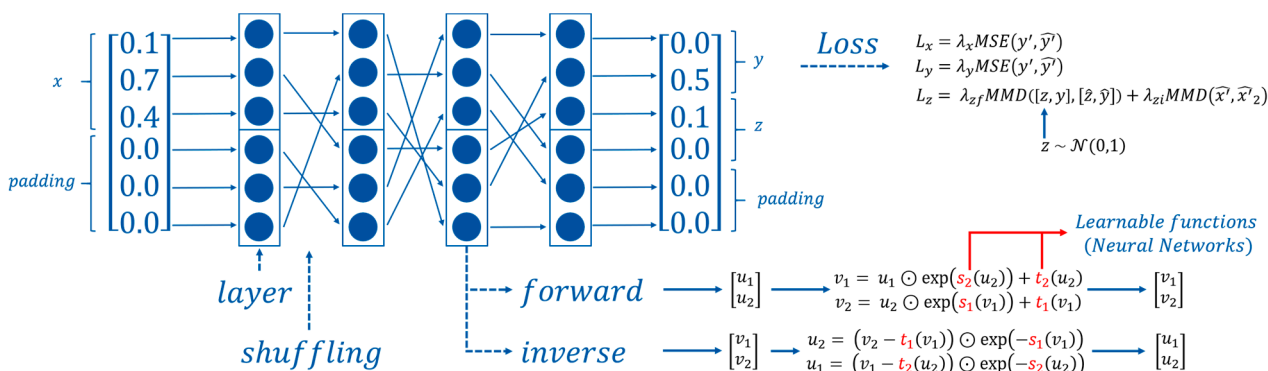 x
padding
0.1
0.7
0.4
0.0
0.0
0.0
0.0
0.5
0.1
0.0
0.0
0.0
y
z
padding
layer
shuffling
Loss
L_x = λ_x MSE(y′, ŷ′)
L_y = λ_y MSE(y′, ŷ′)
L_z = λ_zf MMD([z, y], [ẑ, ŷ]) + λ_zi MMD(x̂′, x̂′_2)
z ~ 𝒩(0,1)
Learnable functions
(Neural Networks)
forward
[u_1 u_2]
v_1 = u_1 ⊙ exp(s_2(u_2)) + t_2(u_2)
v_2 = u_2 ⊙ exp(s_1(v_1)) + t_1(v_1)
[v_1 v_2]
inverse
[v_1 v_2]
u_2 = (v_2 − t_1(v_1)) ⊙ exp(−s_1(v_1))
u_1 = (v_1 − t_2(u_2)) ⊙ exp(−s_2(u_2))
[u_1 u_2]